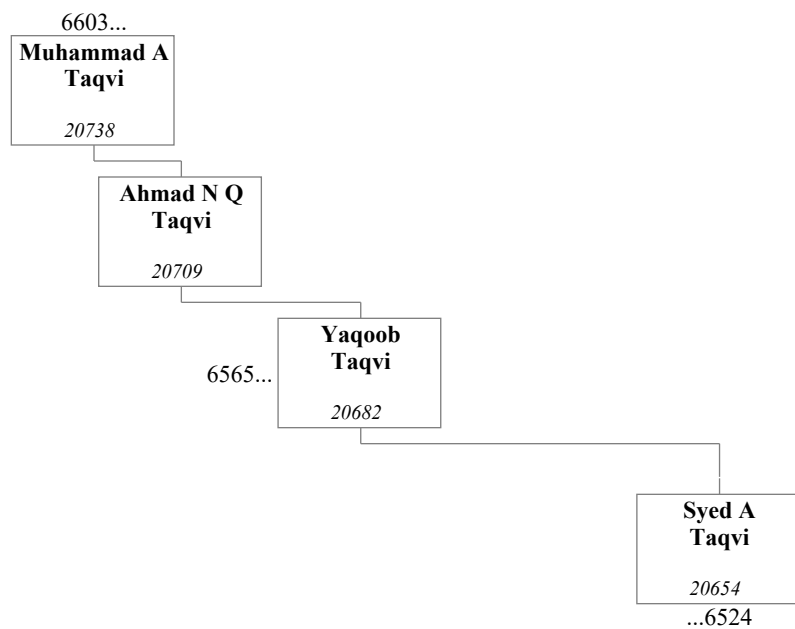 6603...
Muhammad A
Taqvi
20738
Ahmad N Q
Taqvi
20709
Yaqoob
Taqvi
6565...
20682
Syed A
Taqvi
20654
...6524